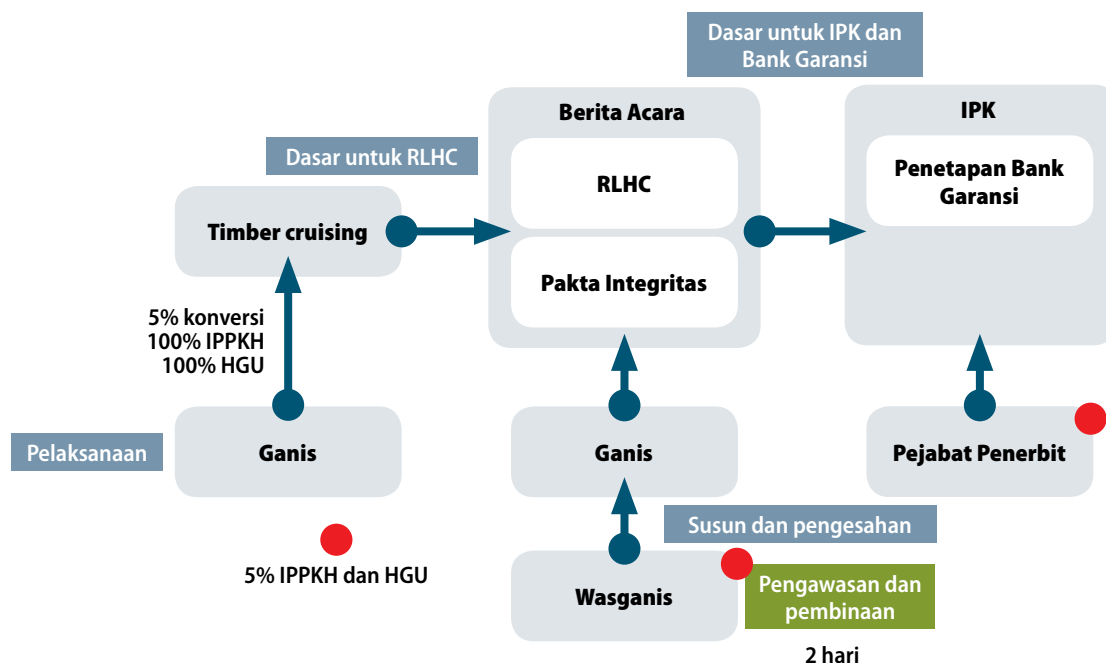 Dasar untuk IPK dan
Bank Garansi
Berita Acara
IPK
Dasar untuk RLHC
RLHC
Penetapan Bank
Garansi
Timber cruising
Pakta Integritas
5% konversi
100% IPPKH
100% HGU
Pelaksanaan
Ganis
Ganis
Pejabat Penerbit
Susun dan pengesahan
5% IPPKH dan HGU
Wasganis
Pengawasan dan
pembinaan
2 hari